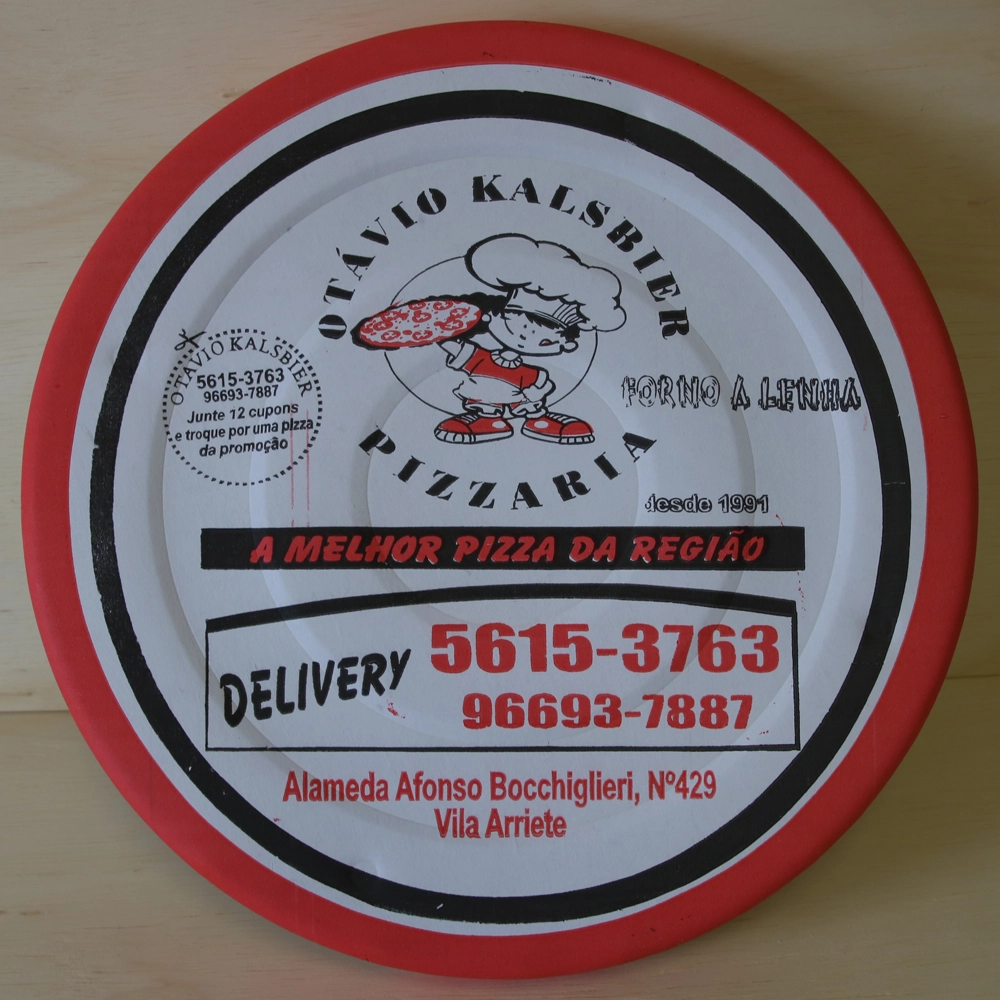 OTÁVIO KALSBIER
PIZZARIA
OTAVIO KALSBIER
5615-3763
96693-7887
Junte 12 cupons
e troque por uma pizza
da promoção
FORNO A LENHA
desde 1991
A MELHOR PIZZA DA REGIÃO
DELIVERY
5615-3763
96693-7887
Alameda Afonso Bocchiglieri, Nº429
Vila Arriete